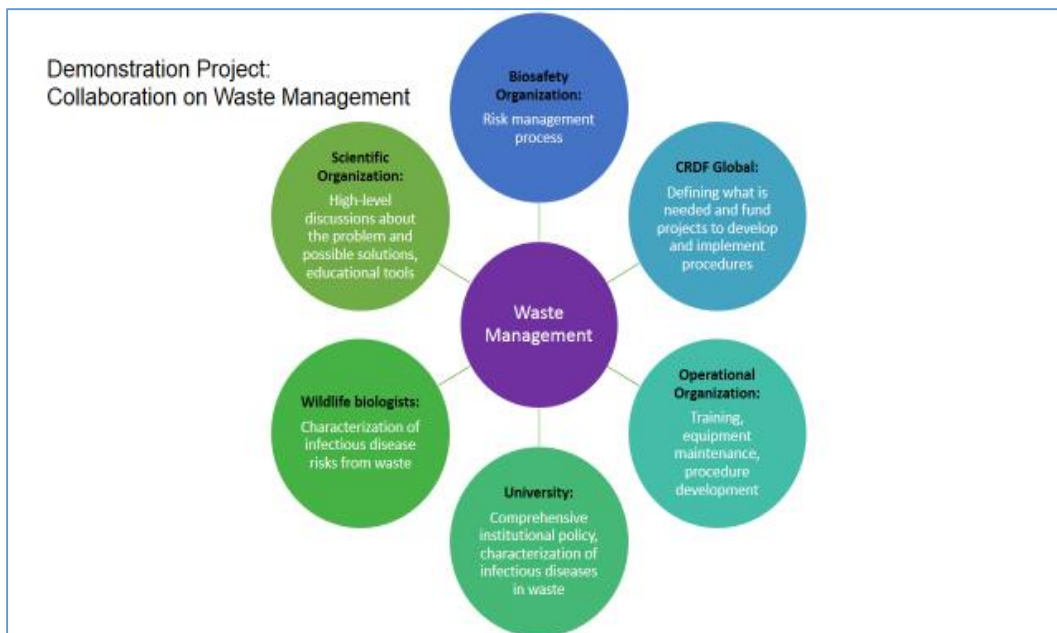 Demonstration Project:
Collaboration on Waste Management
Biosafety
Organization:
Risk management
process
CRDF Global:
Defining what is
needed and fund
projects to develop
and implement
procedures
Operational
Organization:
Training,
equipment
maintenance,
procedure
development
University:
Comprehensive
institutional policy,
characterization of
infectious diseases
in waste
Wildlife biologists:
Characterization of
infectious disease
risks from waste
Scientific
Organization:
High-level
discussions about
the problem and
possible solutions,
educational tools
Waste
Management